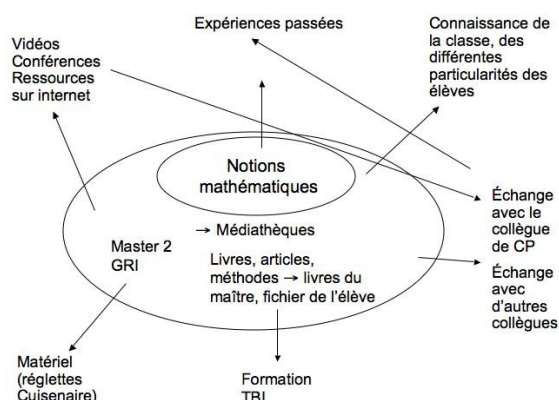 Expériences passées
Connaissance de
la classe, des
différentes
particularités des
élèves
Vidéos
Conférences
Ressources
sur internet
Notions
mathématiques
Échange
avec le
collègue
de CP
→ Médiathèques
Master 2
GRI
Livres, articles,
méthodes → livres du
maître, fichier de l'élève
Échange
avec
d'autres
collègues
Matériel
(réglettes
Cuisenaire)
Formation
TBI